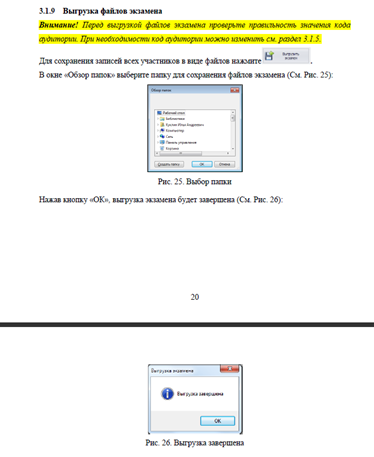 3.1.9 Выгрузка файлов экзамена
Внимание! Перед выгрузкой файлов экзамена проверьте правильность значения кода
аудитории. При необходимости код аудитории можно изменить см. раздел 3.1.5.
Для сохранения записей всех участников в виде файлов нажмите Выгрузить экзамен .
В окне «Обзор папок» выберите папку для сохранения файлов экзамена (См. Рис. 25):
Обзор папок
Рабочий стол
Библиотеки
Компьютер
Сеть
Панель управления
Корзина
Создать папку ОК Отмена
Рис. 25. Выбор папки
Нажав кнопку «ОК», выгрузка экзамена будет завершена (См. Рис. 26):
20
Выгрузка экзамена
Выгрузка завершена
ОК
Рис. 26. Выгрузка завершена